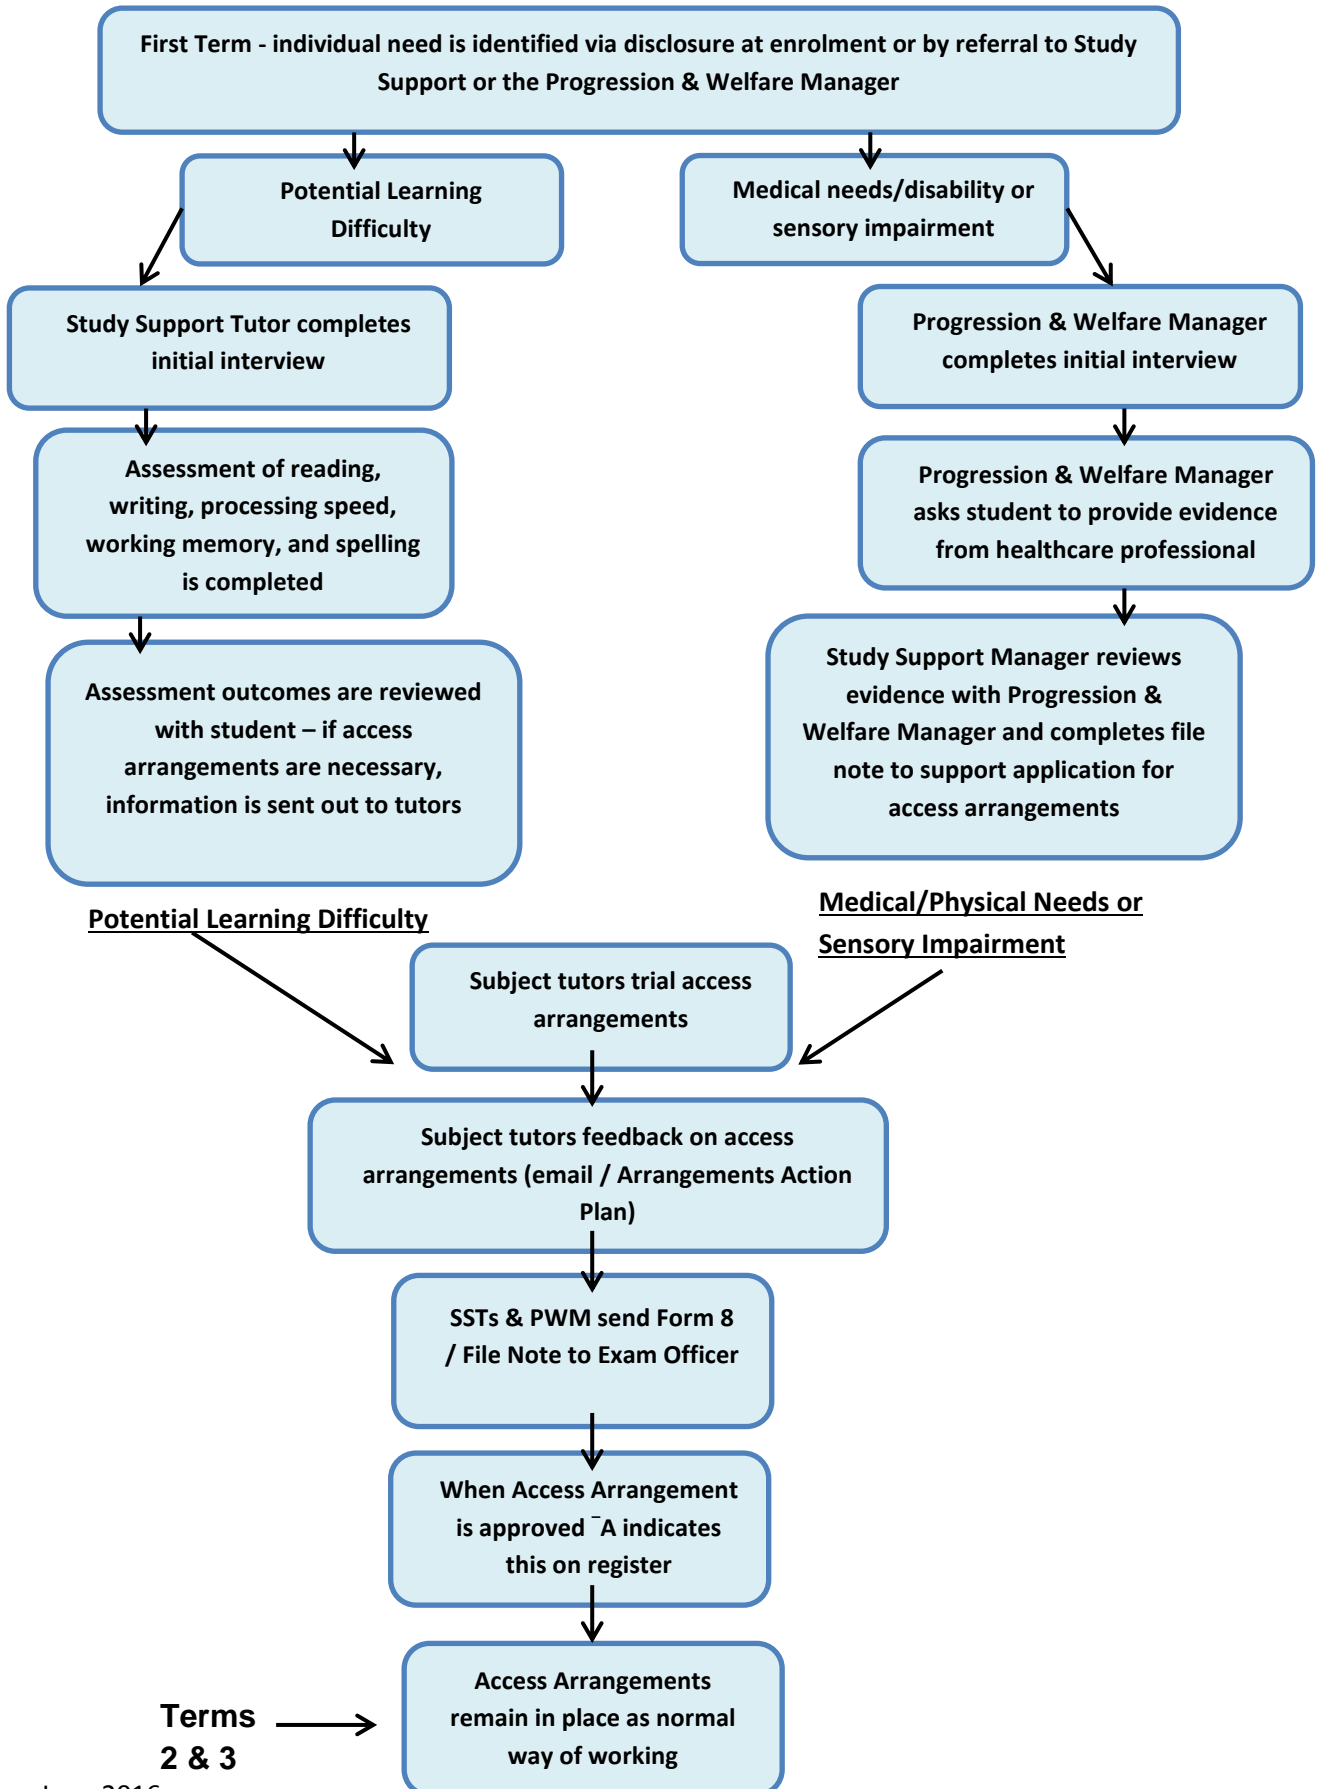 First Term - individual need is identified via disclosure at enrolment or by referral to Study
Support or the Progression & Welfare Manager
Potential Learning
Difficulty
Medical needs/disability or
sensory impairment
Study Support Tutor completes
initial interview
Progression & Welfare Manager
completes initial interview
Assessment of reading,
writing, processing speed,
working memory, and spelling
is completed
Progression & Welfare Manager
asks student to provide evidence
from healthcare professional
Assessment outcomes are reviewed
with student – if access
arrangements are necessary,
information is sent out to tutors
Study Support Manager reviews
evidence with Progression &
Welfare Manager and completes file
note to support application for
access arrangements
Potential Learning Difficulty
Medical/Physical Needs or
Sensory Impairment
Subject tutors trial access
arrangements
Subject tutors feedback on access
arrangements (email / Arrangements Action
Plan)
SSTs & PWM send Form 8
/ File Note to Exam Officer
When Access Arrangement
is approved ¯A indicates
this on register
Access Arrangements
remain in place as normal
way of working
Terms
2 & 3